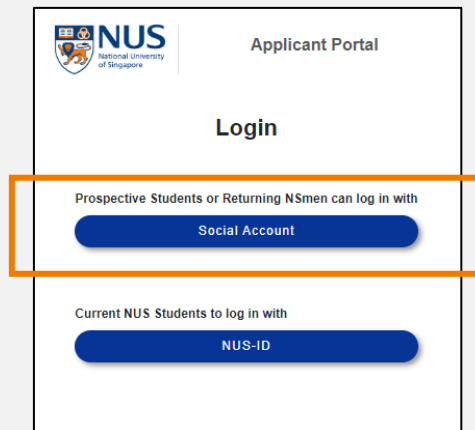 NUS
National University
of Singapore
Applicant Portal
Login
Prospective Students or Returning NSmen can log in with
Social Account
Current NUS Students to log in with
NUS-ID